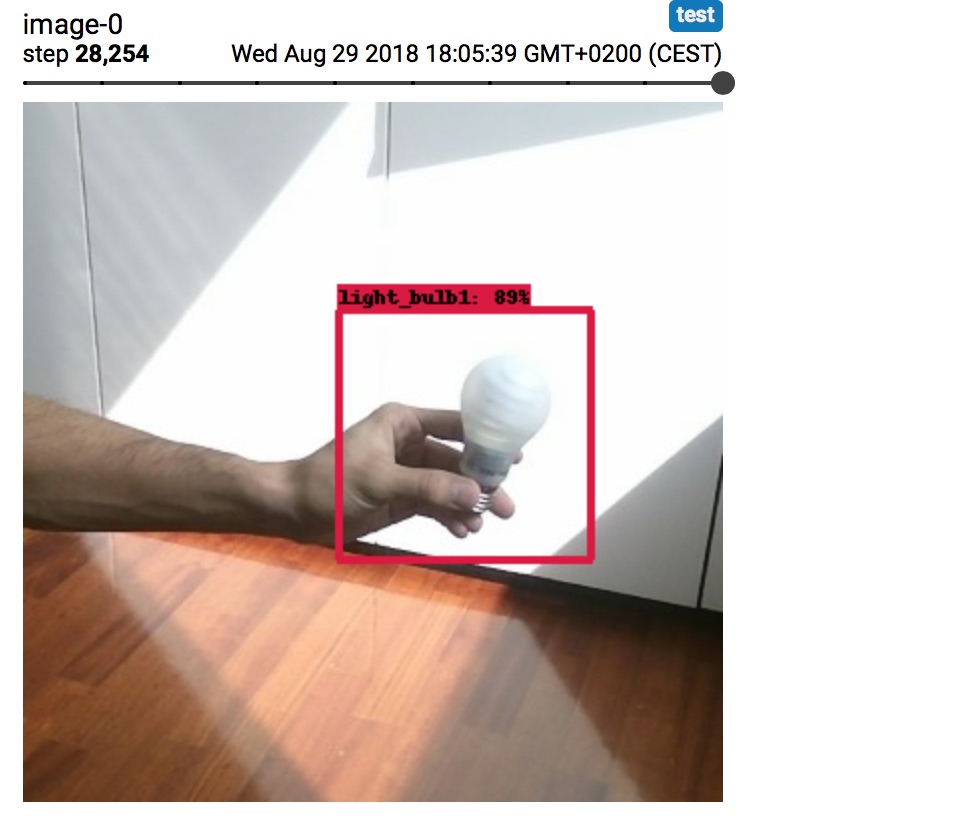 image-0
test
step 28,254
Wed Aug 29 2018 18:05:39 GMT+0200 (CEST)
light_bulb1: 89%